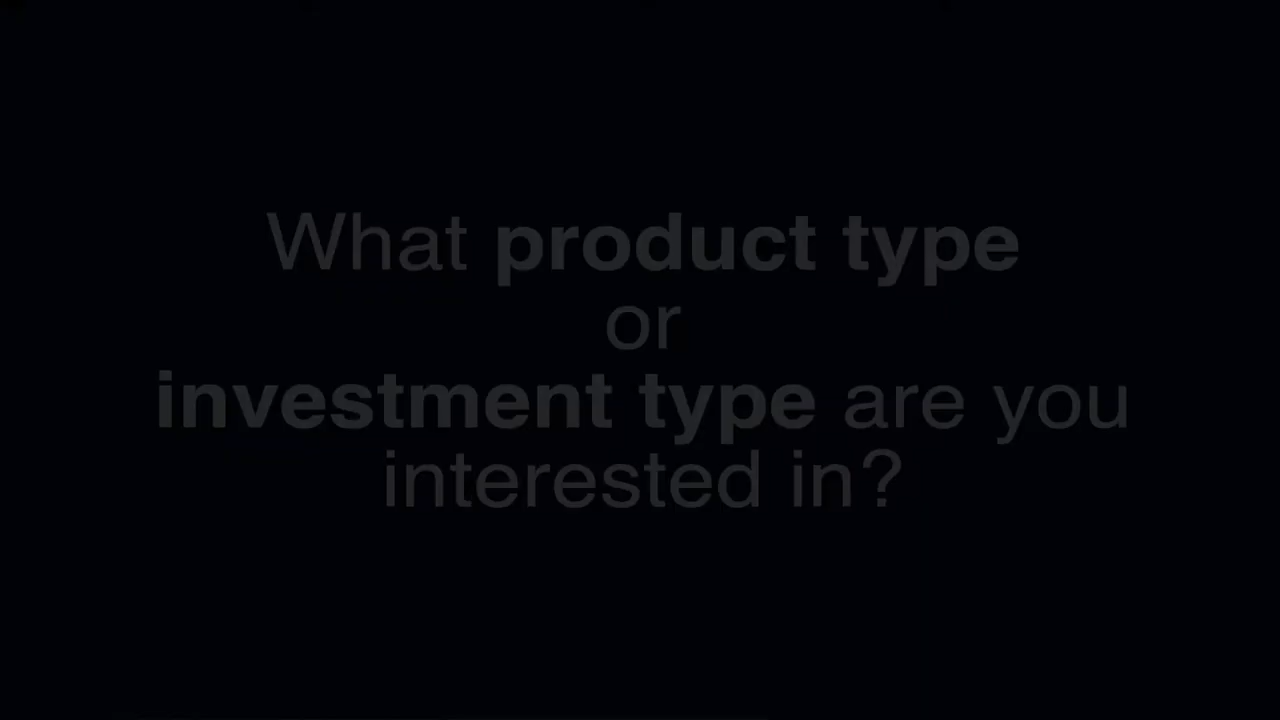 What product type
or
investment type are you
interested in?